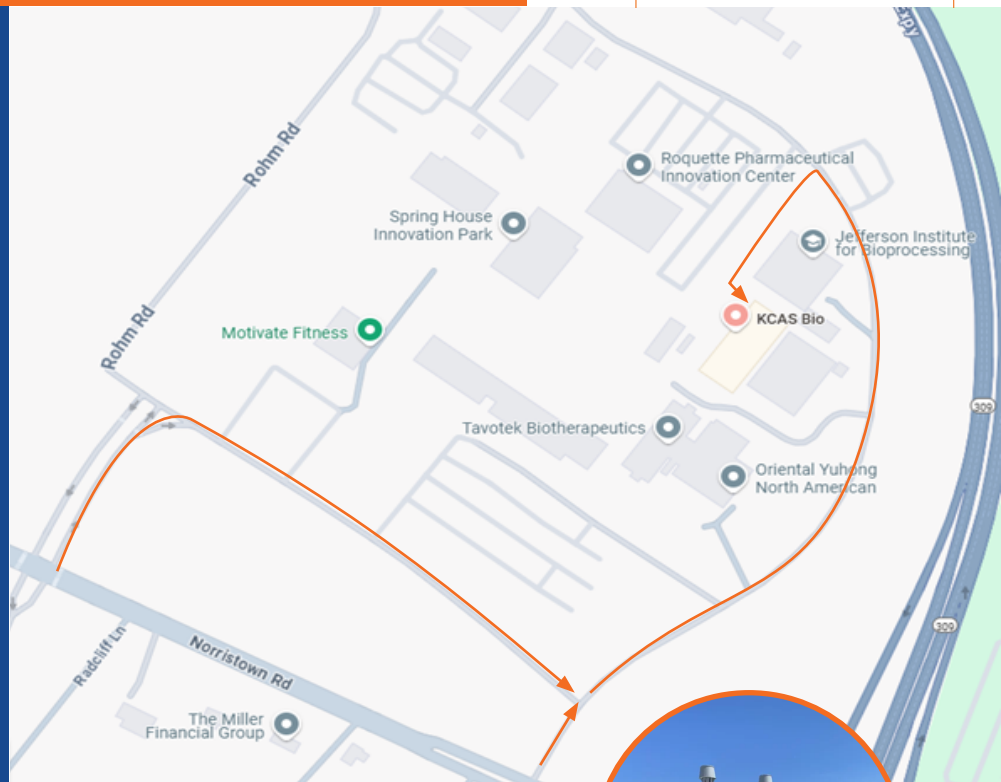 Expy
Rohm Rd
Roquette Pharmaceutical
Innovation Center
Spring House
Innovation Park
Jefferson Institute
for Bioprocessing
Rohm Rd
Motivate Fitness
KCAS Bio
309
Tavotek Biotherapeutics
Oriental Yuhong
North American
309
Radcliff Ln
Norristown Rd
The Miller
Financial Group